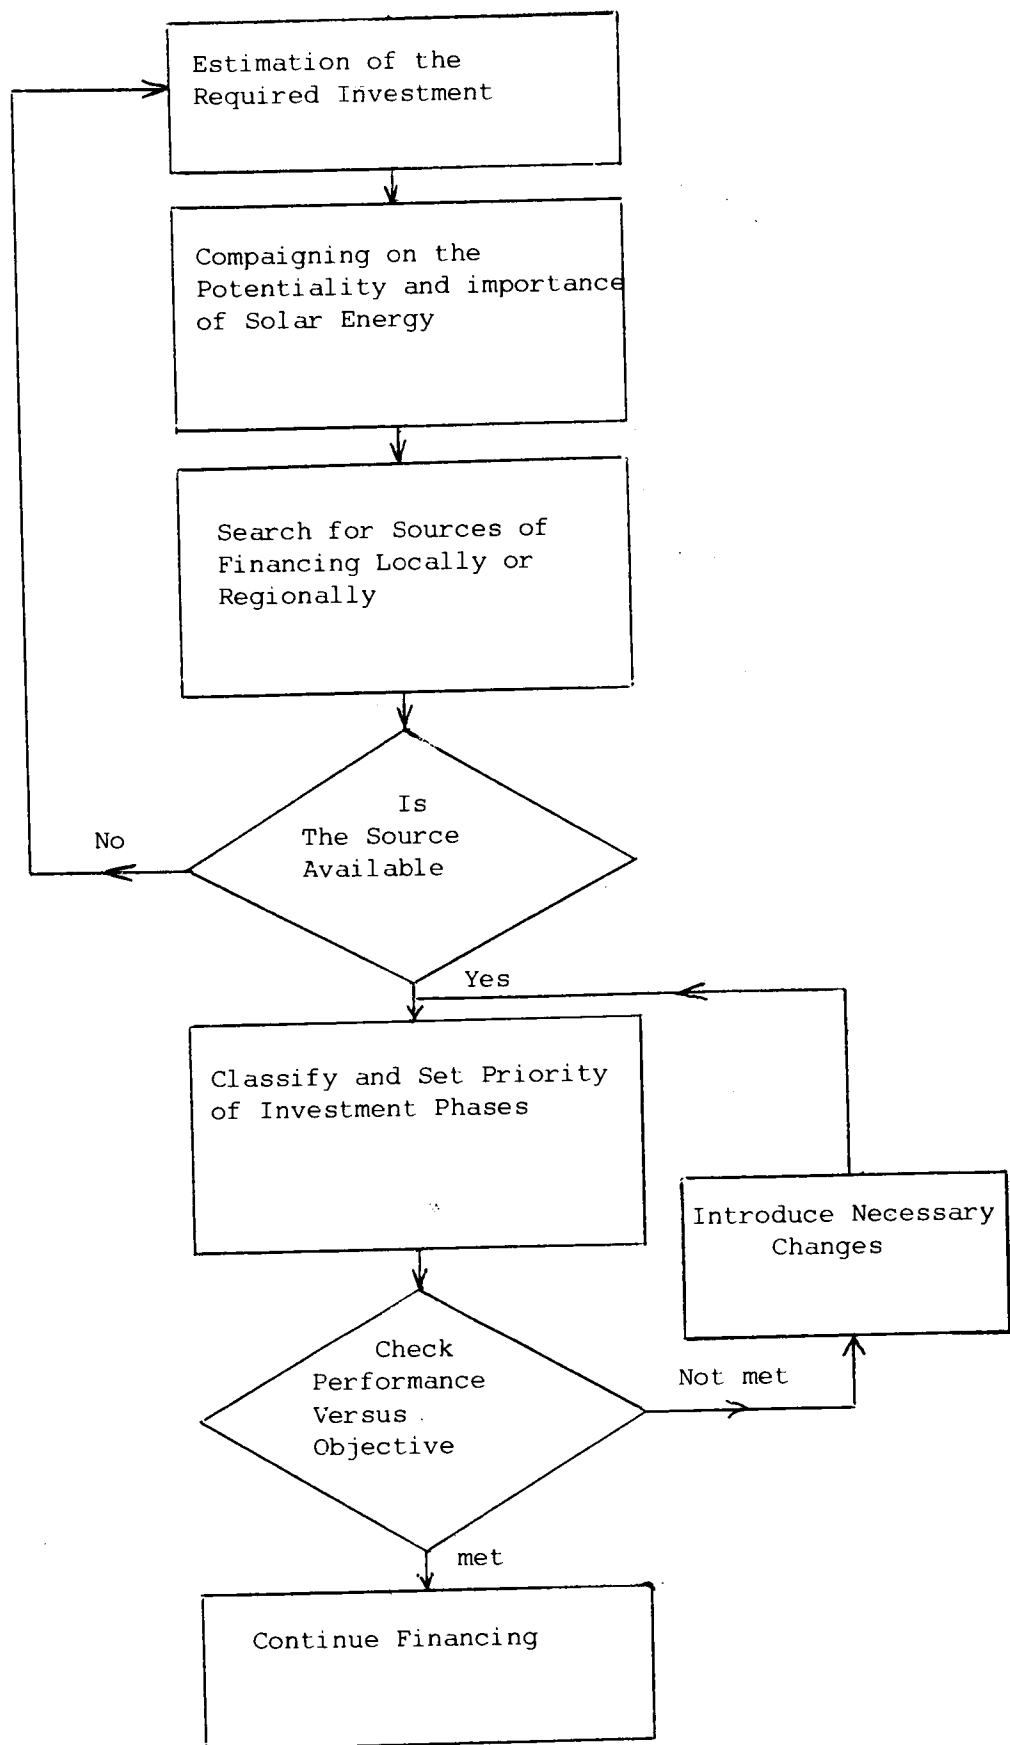 Estimation of the
Required Investment
Compaigning on the
Potentiality and importance
of Solar Energy
Search for Sources of
Financing Locally or
Regionally
Is
The Source
Available
No
Yes
Classify and Set Priority
of Investment Phases
Introduce Necessary
Changes
Check
Performance
Versus
Objective
Not met
met
Continue Financing